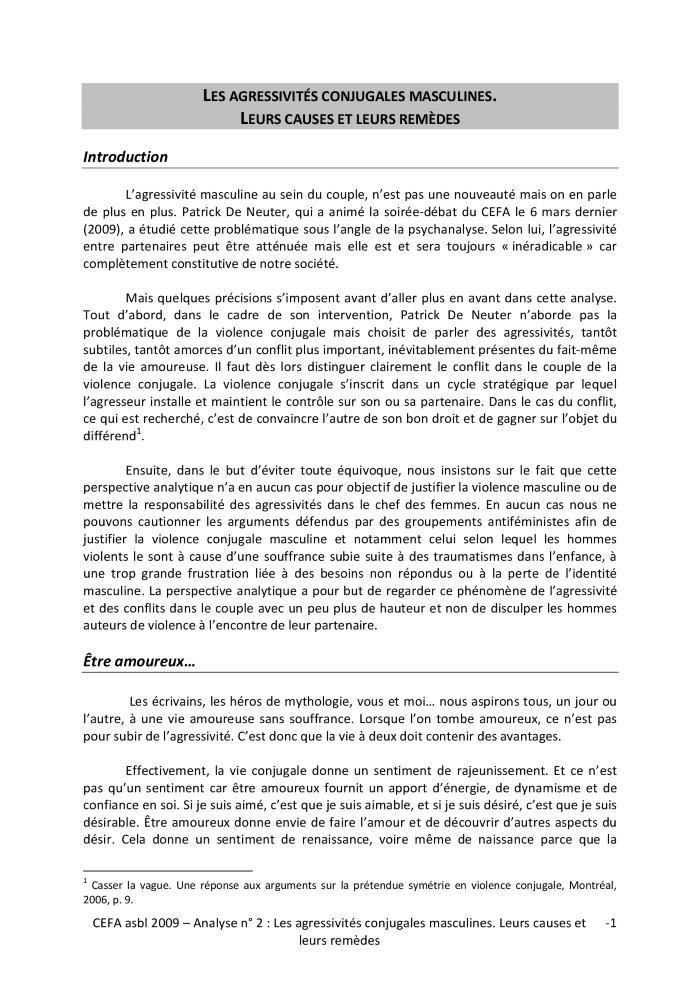 LES AGRESSIVITÉS CONJUGALES MASCULINES.
LEURS CAUSES ET LEURS REMÈDES
Introduction
L'agressivité masculine au sein du couple, n'est pas une nouveauté mais on en parle
de plus en plus. Patrick De Neuter, qui a animé la soirée-débat du CEFA le 6 mars dernier
(2009), a étudié cette problématique sous l'angle de la psychanalyse. Selon lui, l'agressivité
entre partenaires peut être atténuée mais elle est et sera toujours « inéradicable » car
complètement constitutive de notre société.
Mais quelques précisions s'imposent avant d'aller plus en avant dans cette analyse.
Tout d'abord, dans le cadre de son intervention, Patrick De Neuter n'aborde pas la
problématique de la violence conjugale mais choisit de parler des agressivités, tantôt
subtiles, tantôt amorces d'un conflit plus important, inévitablement présentes du fait-même
de la vie amoureuse. Il faut dès lors distinguer clairement le conflit dans le couple de la
violence conjugale. La violence conjugale s'inscrit dans un cycle stratégique par lequel
l'agresseur installe et maintient le contrôle sur son ou sa partenaire. Dans le cas du conflit,
ce qui est recherché, c'est de convaincre l'autre de son bon droit et de gagner sur l'objet du
différend1.
Ensuite, dans le but d'éviter toute équivoque, nous insistons sur le fait que cette
perspective analytique n'a en aucun cas pour objectif de justifier la violence masculine ou de
mettre la responsabilité des agressivités dans le chef des femmes. En aucun cas nous ne
pouvons cautionner les arguments défendus par des groupements antiféministes afin de
justifier la violence conjugale masculine et notamment celui selon lequel les hommes
violents le sont à cause d'une souffrance subie suite à des traumatismes dans l'enfance, à
une trop grande frustration liée à des besoins non répondus ou à la perte de l'identité
masculine. La perspective analytique a pour but de regarder ce phénomène de l'agressivité
et des conflits dans le couple avec un peu plus de hauteur et non de disculper les hommes
auteurs de violence à l'encontre de leur partenaire.
Être amoureux…
Les écrivains, les héros de mythologie, vous et moi… nous aspirons tous, un jour ou
l'autre, à une vie amoureuse sans souffrance. Lorsque l'on tombe amoureux, ce n'est pas
pour subir de l'agressivité. C'est donc que la vie à deux doit contenir des avantages.
Effectivement, la vie conjugale donne un sentiment de rajeunissement. Et ce n'est
pas qu'un sentiment car être amoureux fournit un apport d'énergie, de dynamisme et de
confiance en soi. Si je suis aimé, c'est que je suis aimable, et si je suis désiré, c'est que je suis
désirable. Être amoureux donne envie de faire l'amour et de découvrir d'autres aspects du
désir. Cela donne un sentiment de renaissance, voire même de naissance parce que la
1 Casser la vague. Une réponse aux arguments sur la prétendue symétrie en violence conjugale, Montréal,
2006, p. 9.
CEFA asbl 2009 – Analyse n° 2 : Les agressivités conjugales masculines. Leurs causes et -1
leurs remèdes